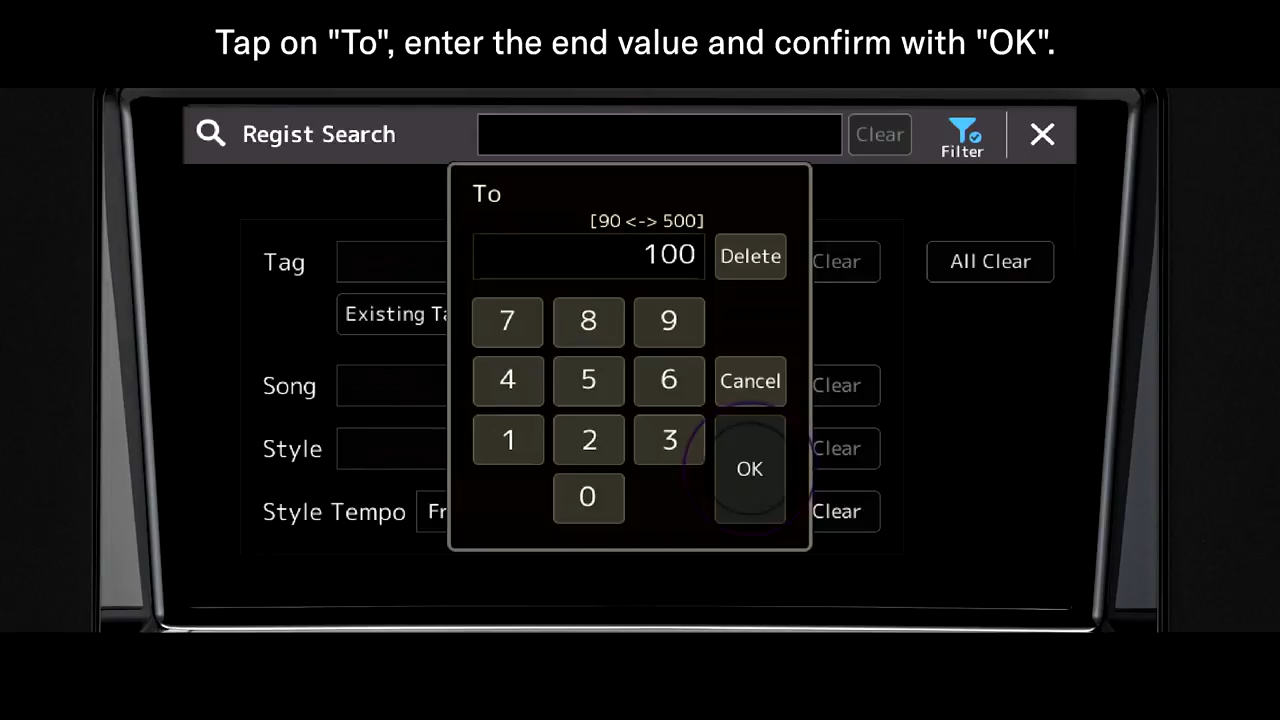 Tap on "To", enter the end value and confirm with "OK".
Regist Search
Clear
Filter
To
[90 <-> 500]
100
Delete
Tag
Clear
All Clear
Existing Ta
7 8 9
4 5 6
Cancel
Song
Clear
1 2 3
Style
Clear
OK
0
Style Tempo
Fr
Clear